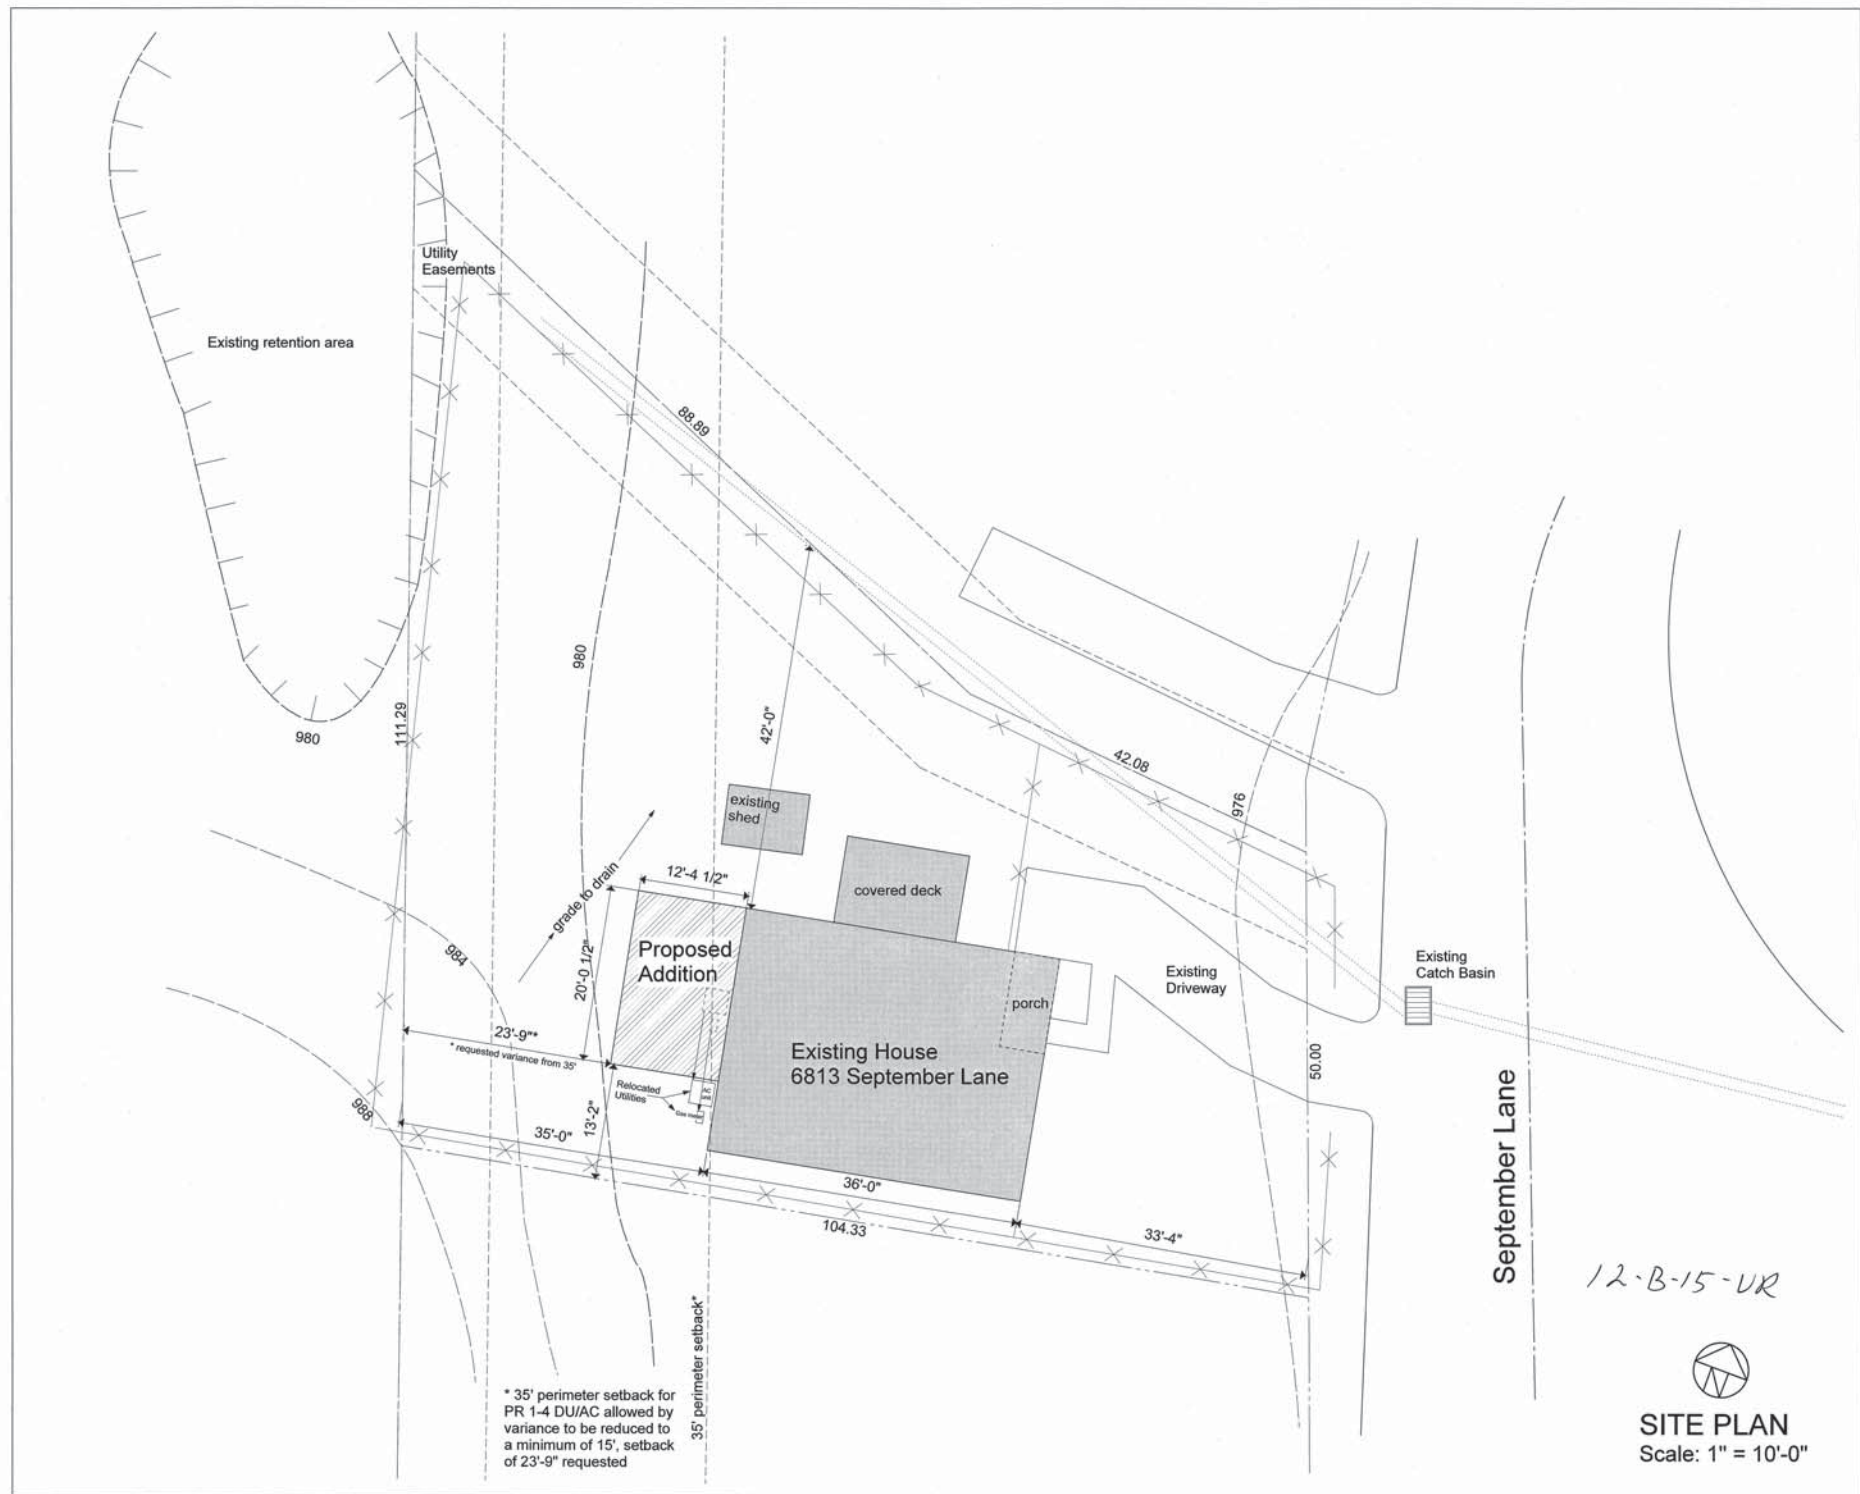 Utility
Easements
Existing retention area
88.89
980
980
111.29
42'-0"
42.08
976
existing
shed
covered deck
12'-4 1/2"
grade to drain
984
20'-0 1/2"
Proposed
Addition
porch
Existing
Driveway
Existing
Catch Basin
23'-9"*
* requested variance from 35'
Existing House
6813 September Lane
Relocated
Utilities
AC
unit
Gas meter
988
35'-0"
13'-2"
36'-0"
104.33
33'-4"
50.00
September Lane
12-B-15-UR
35' perimeter setback*
* 35' perimeter setback for
PR 1-4 DU/AC allowed by
variance to be reduced to
a minimum of 15', setback
of 23'-9" requested
SITE PLAN
Scale: 1" = 10'-0"